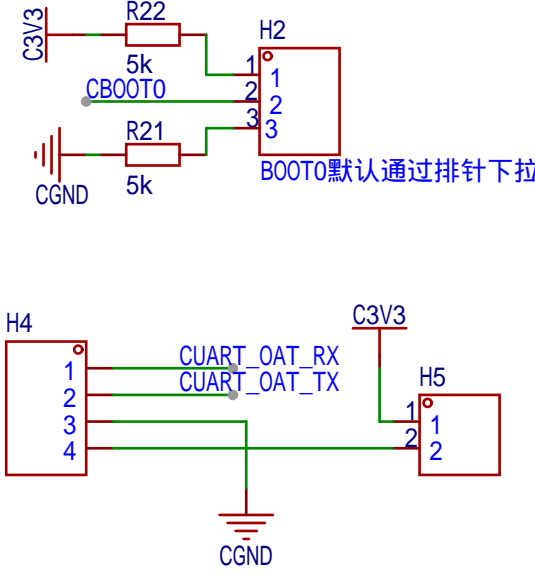 C3V3
R22
5k
H2
1
1
CBOOT0
2
2
3
3
R21
5k
CGND
BOOT0默认通过排针下拉
H4
1
2
3
4
CUART_OAT_RX
CUART_OAT_TX
CGND
C3V3
H5
1
1
2
2